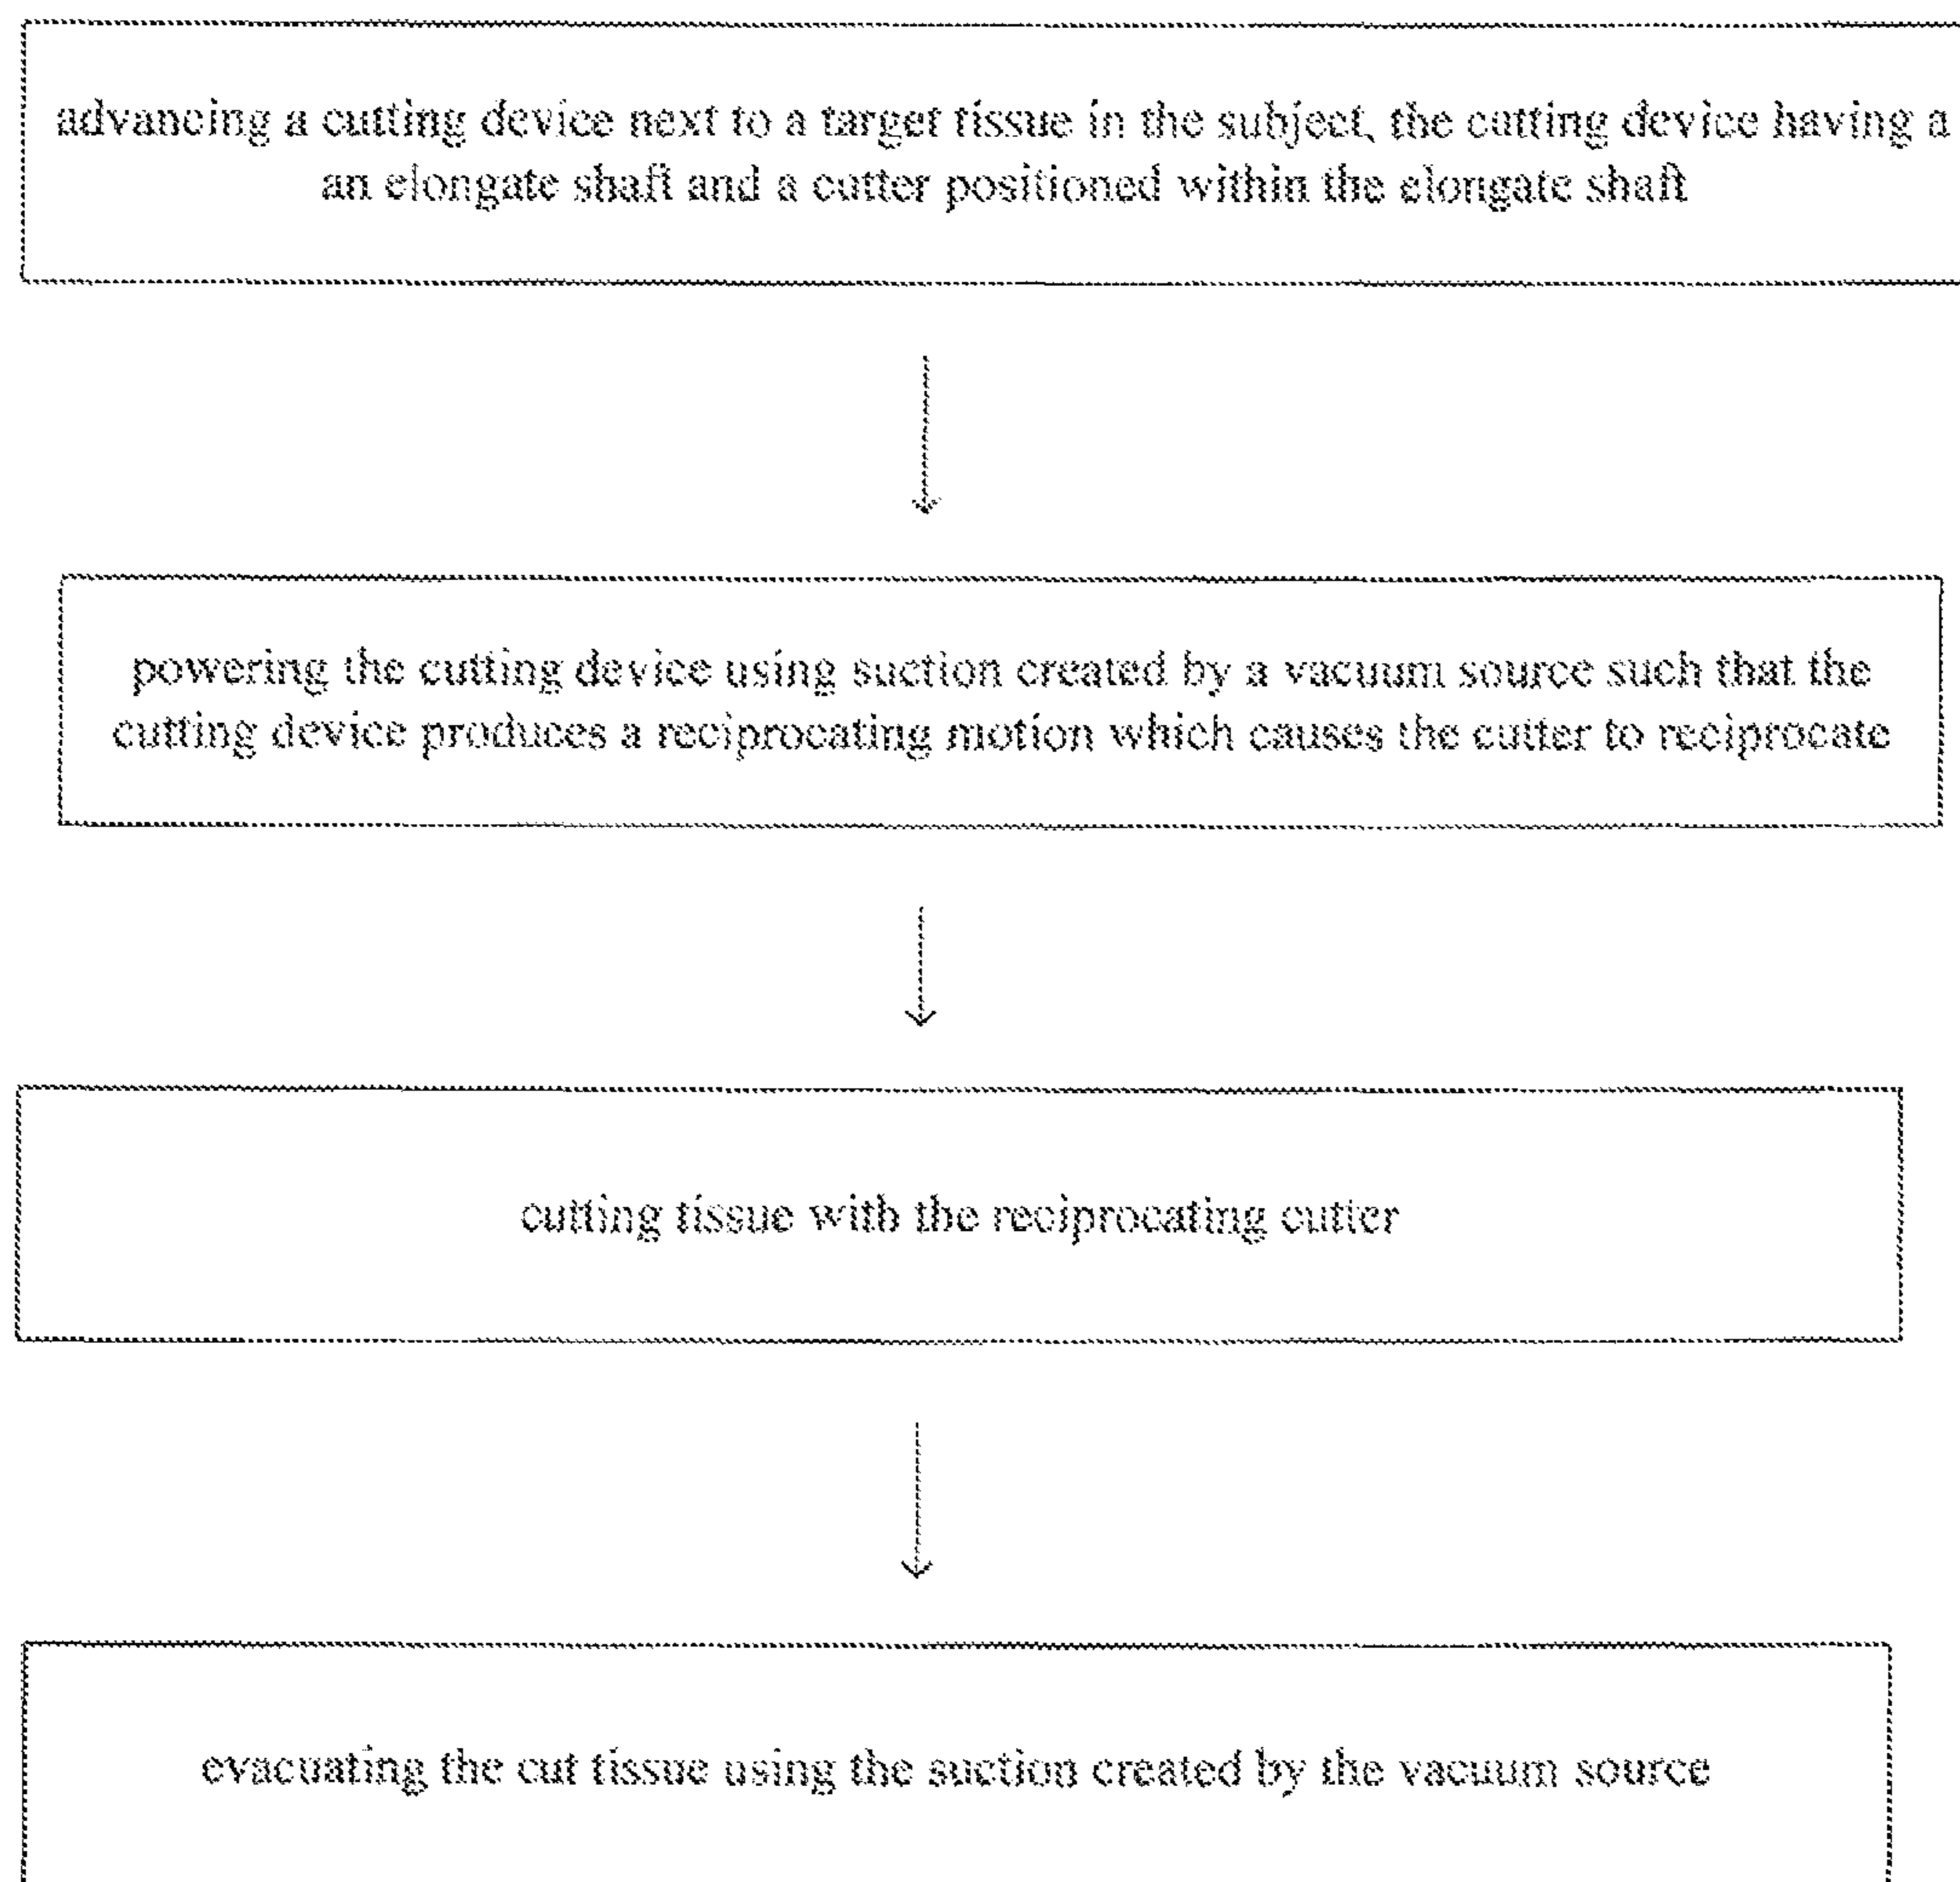 advancing a cutting device next to a target tissue in the subject, the cutting device having a
an elongate shaft and a cutter positioned within the elongate shaft
powering the cutting device using suction created by a vacuum source such that the
cutting device produces a reciprocating motion which causes the cutter to reciprocate
cutting tissue with the reciprocating cutter
evacuating the cut tissue using the suction created by the vacuum source